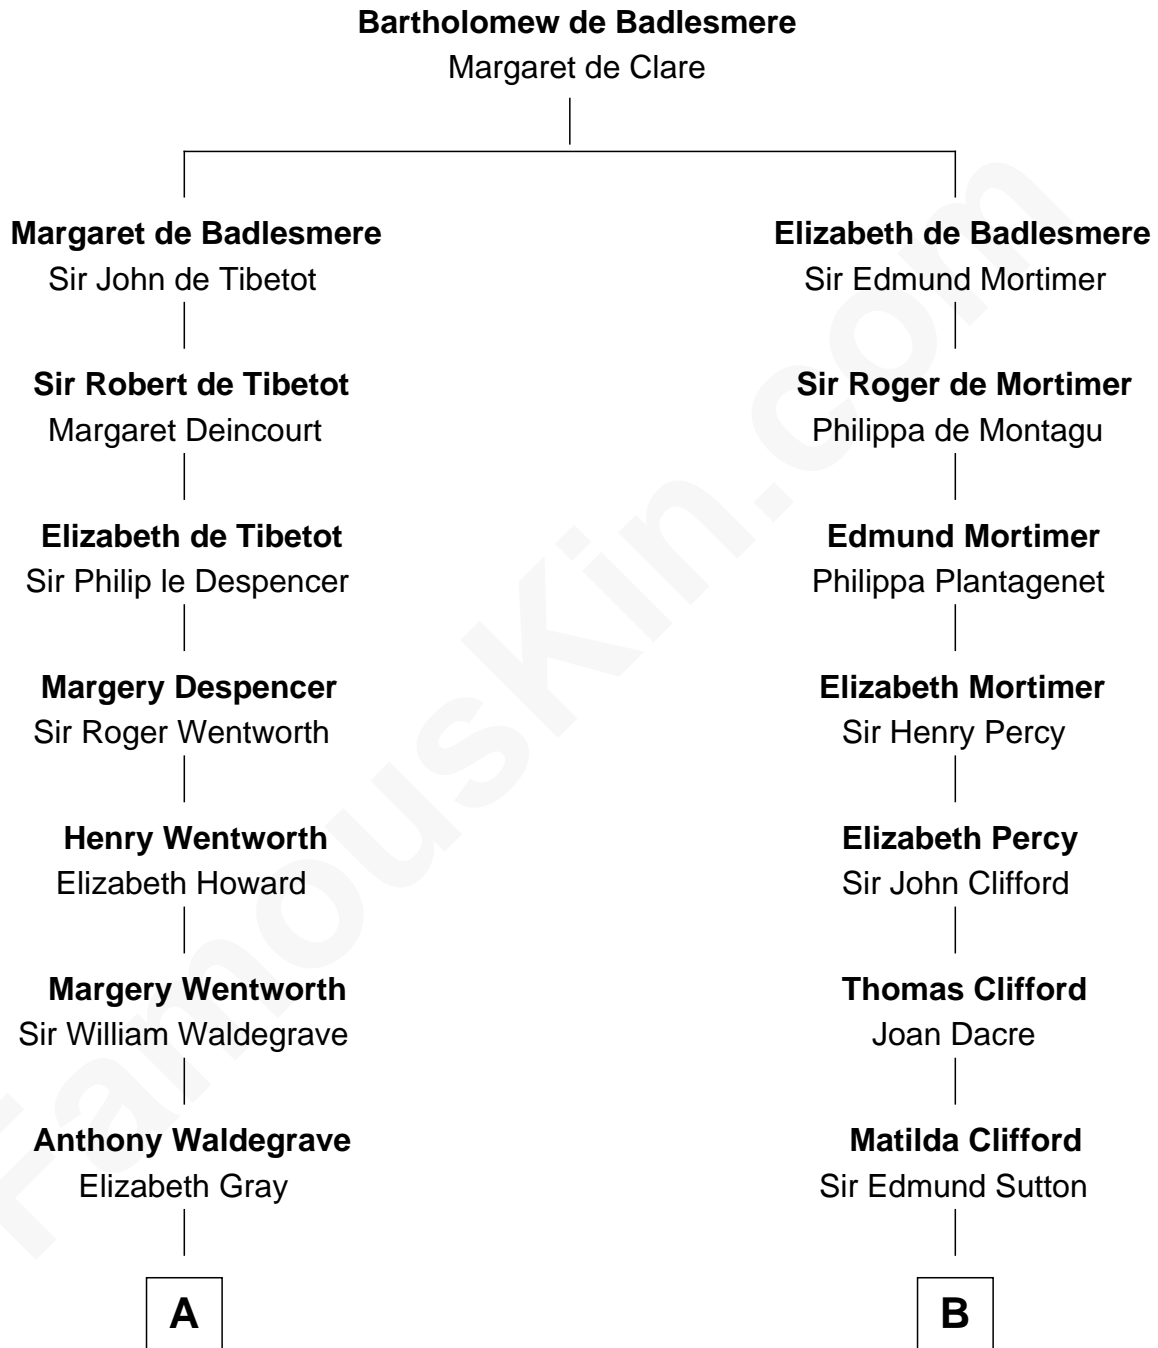 Bartholomew de Badlesmere
Margaret de Clare
Margaret de Badlesmere
Sir John de Tibetot
Elizabeth de Badlesmere
Sir Edmund Mortimer
Sir Robert de Tibetot
Margaret Deincourt
Sir Roger de Mortimer
Philippa de Montagu
Elizabeth de Tibetot
Sir Philip le Despencer
Edmund Mortimer
Philippa Plantagenet
Margery Despencer
Sir Roger Wentworth
Elizabeth Mortimer
Sir Henry Percy
Henry Wentworth
Elizabeth Howard
Elizabeth Percy
Sir John Clifford
Margery Wentworth
Sir William Waldegrave
Thomas Clifford
Joan Dacre
Anthony Waldegrave
Elizabeth Gray
Matilda Clifford
Sir Edmund Sutton
A
B
FamousKin.com